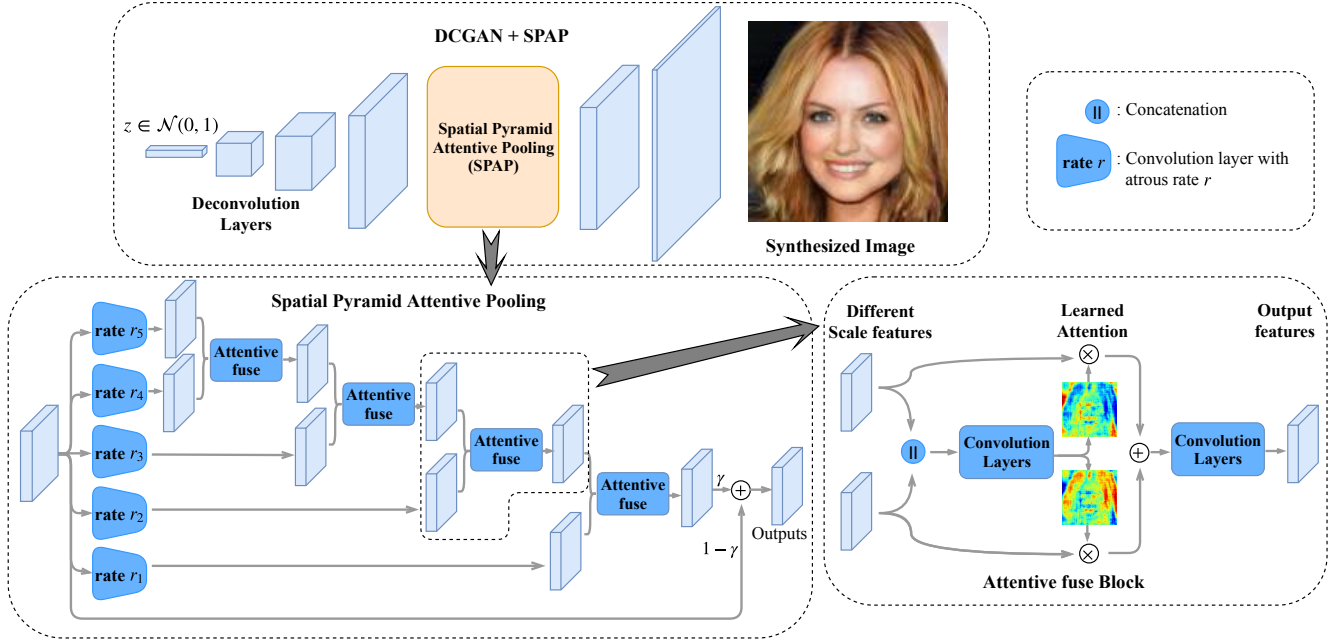 DCGAN + SPAP
z ∈ 𝒩(0, 1)
Deconvolution
Layers
Spatial Pyramid
Attentive Pooling
(SPAP)
Synthesized Image
|| : Concatenation
rate r : Convolution layer with
atrous rate r
Spatial Pyramid Attentive Pooling
rate r₅
rate r₄
rate r₃
rate r₂
rate r₁
Attentive
fuse
Attentive
fuse
Attentive
fuse
Attentive
fuse
γ
+
1 − γ
Outputs
Different
Scale features
Learned
Attention
Output
features
×
||
Convolution
Layers
+
Convolution
Layers
×
Attentive fuse Block